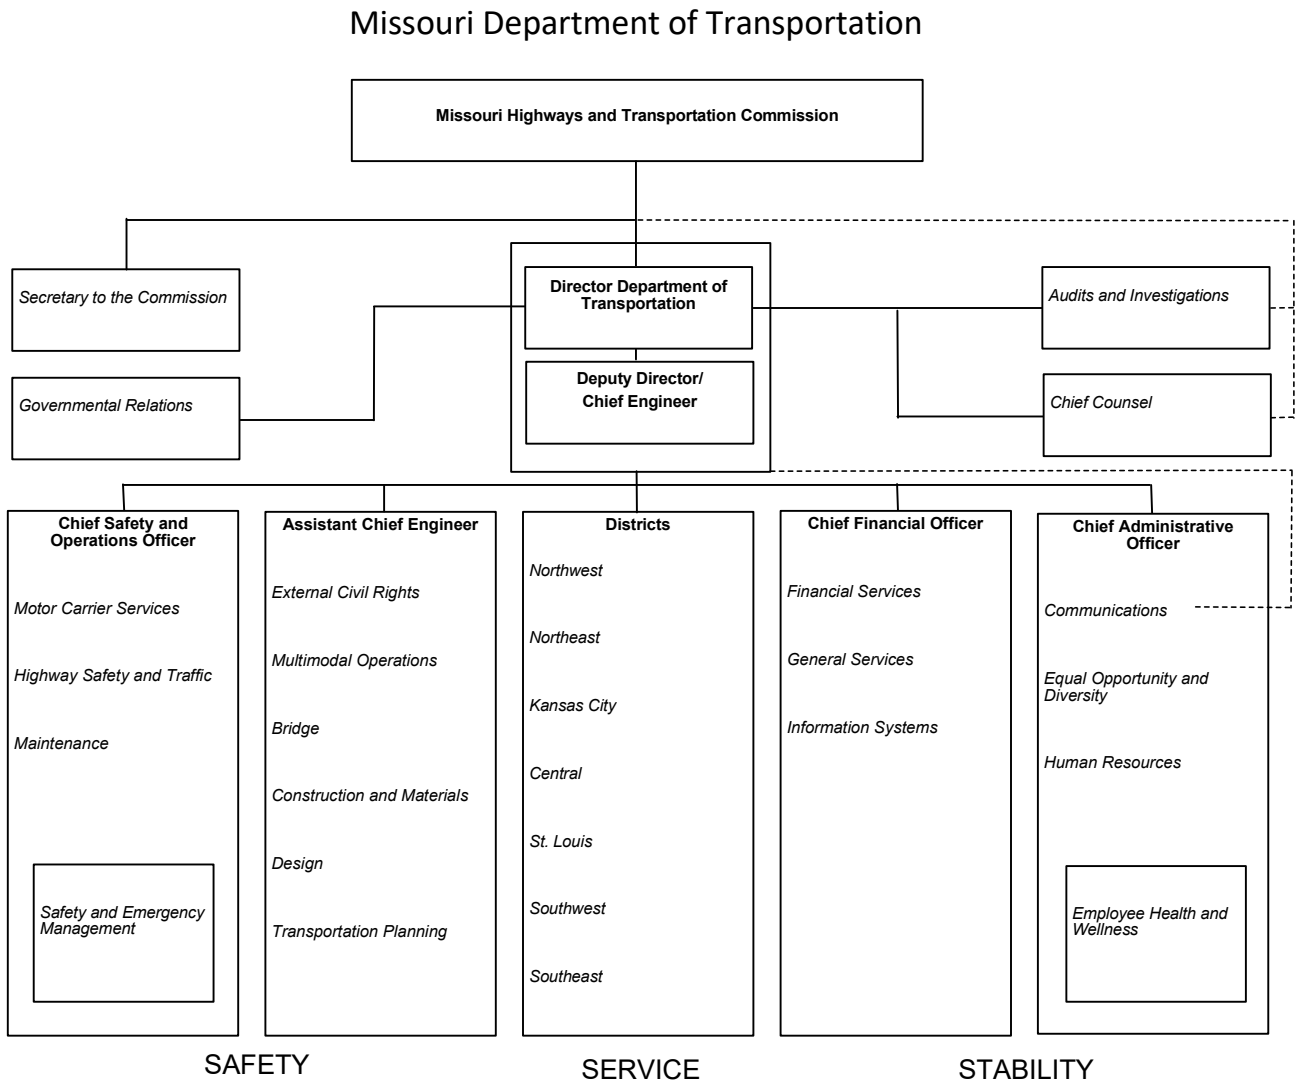 Missouri Department of Transportation
Missouri Highways and Transportation Commission
Secretary to the Commission
Director Department of
Transportation
Audits and Investigations
Governmental Relations
Deputy Director/
Chief Engineer
Chief Counsel
Chief Safety and
Operations Officer
Motor Carrier Services
Highway Safety and Traffic
Maintenance
Safety and Emergency
Management
Assistant Chief Engineer
External Civil Rights
Multimodal Operations
Bridge
Construction and Materials
Design
Transportation Planning
Districts
Northwest
Northeast
Kansas City
Central
St. Louis
Southwest
Southeast
Chief Financial Officer
Financial Services
General Services
Information Systems
Chief Administrative
Officer
Communications
Equal Opportunity and
Diversity
Human Resources
Employee Health and
Wellness
SAFETY
SERVICE
STABILITY